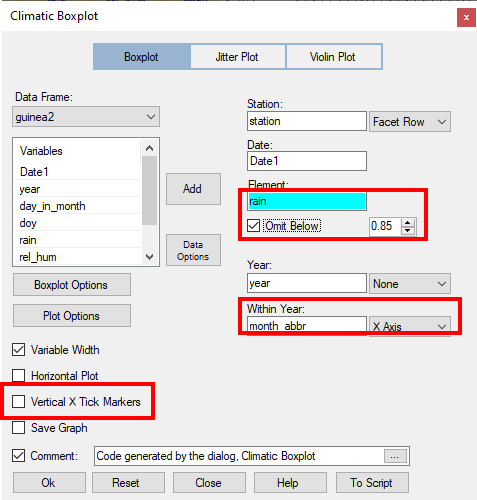 Climatic Boxplot
x
Boxplot
Jitter Plot
Violin Plot
Data Frame:
guinea2
Variables
Date1
year
day_in_month
doy
rain
rel_hum
Add
Data
Options
Boxplot Options
Plot Options
Station:
station
Facet Row
Date:
Date1
Element:
rain
Omit Below
0.85
Year:
year
None
Within Year:
month_abbr
X Axis
Variable Width
Horizontal Plot
Vertical X Tick Markers
Save Graph
Comment:
Code generated by the dialog, Climatic Boxplot
...
Ok
Reset
Close
Help
To Script